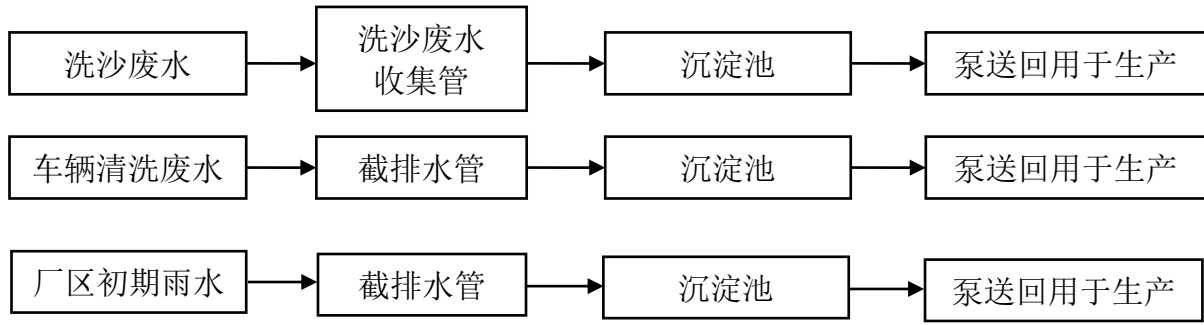 洗沙废水
洗沙废水
收集管
沉淀池
泵送回用于生产
车辆清洗废水
截排水管
沉淀池
泵送回用于生产
厂区初期雨水
截排水管
沉淀池
泵送回用于生产